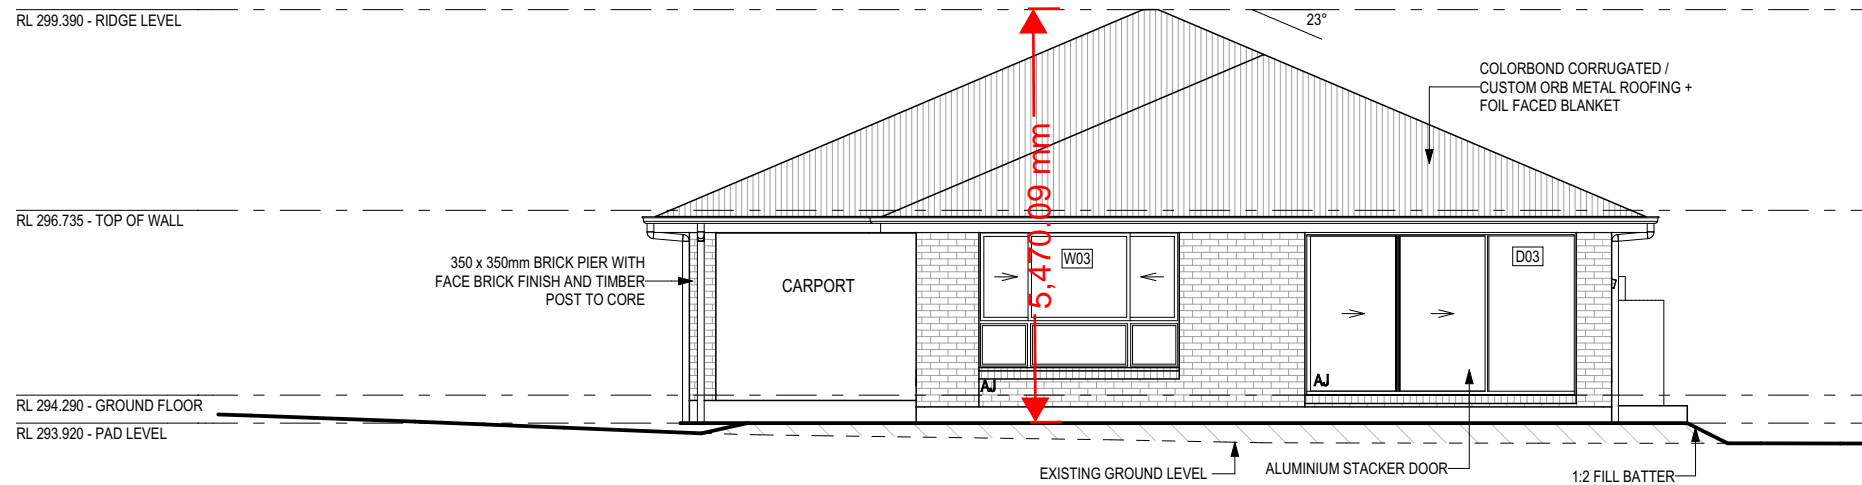 RL 299.390 - RIDGE LEVEL
23°
COLORBOND CORRUGATED /
CUSTOM ORB METAL ROOFING +
FOIL FACED BLANKET
5,470.09 mm
RL 296.735 - TOP OF WALL
350 x 350mm BRICK PIER WITH
FACE BRICK FINISH AND TIMBER
POST TO CORE
CARPORT
W03
D03
AJ
AJ
RL 294.290 - GROUND FLOOR
RL 293.920 - PAD LEVEL
EXISTING GROUND LEVEL
ALUMINIUM STACKER DOOR
1:2 FILL BATTER